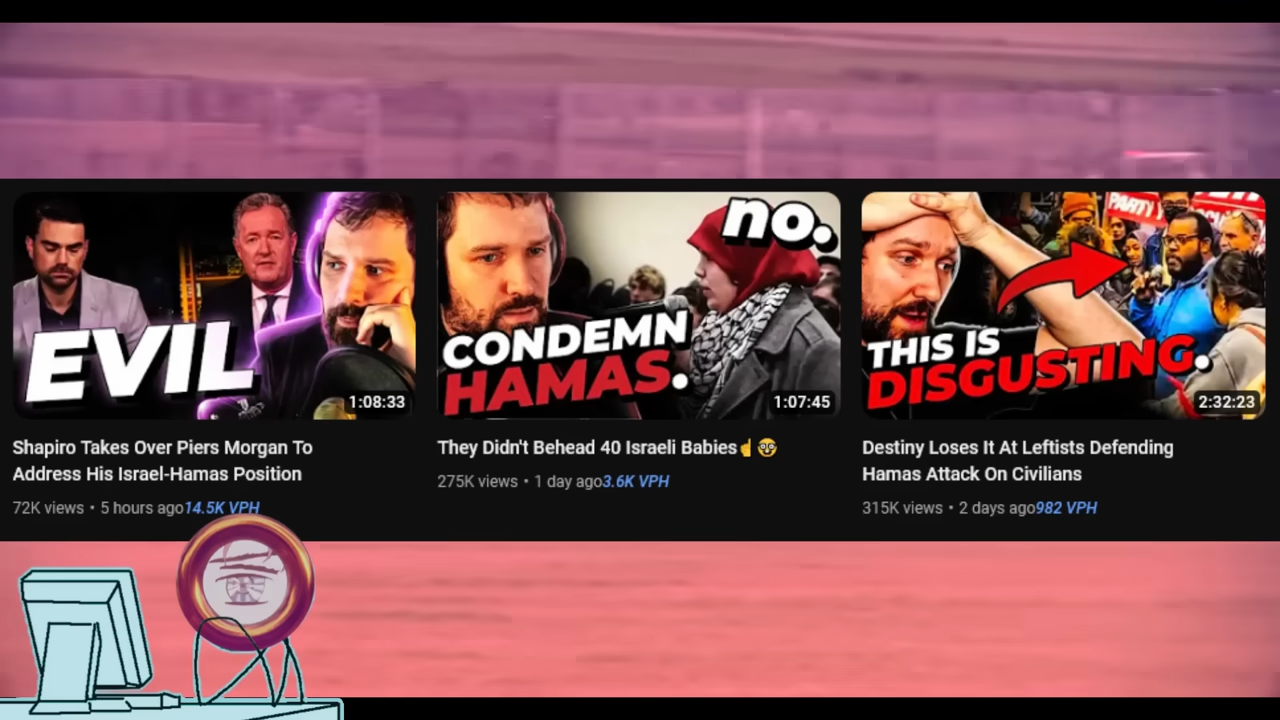 EVIL
1:08:33
Shapiro Takes Over Piers Morgan To
Address His Israel-Hamas Position
72K views • 5 hours ago14.5K VPH
no.
CONDEMN
HAMAS.
1:07:45
They Didn't Behead 40 Israeli Babies☝️🤓
275K views • 1 day ago3.6K VPH
PARTY
THIS IS
DISGUSTING.
2:32:23
Destiny Loses It At Leftists Defending
Hamas Attack On Civilians
315K views • 2 days ago982 VPH